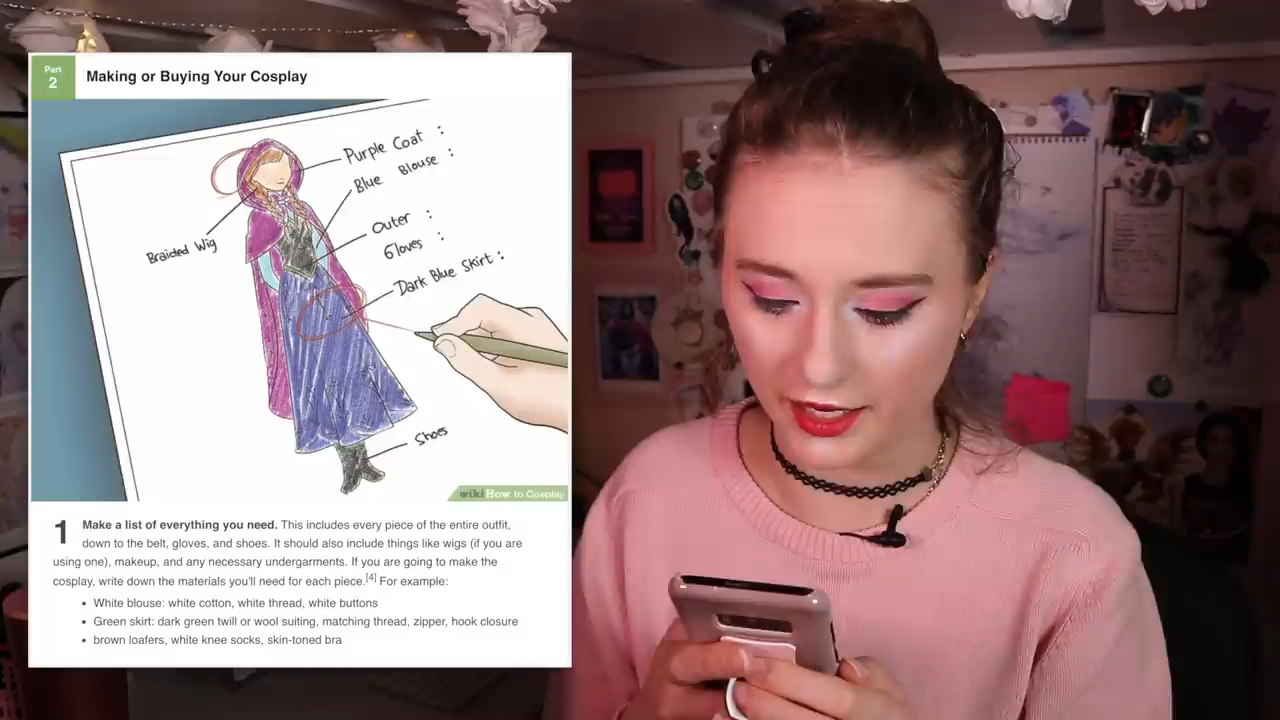 Part
2
Making or Buying Your Cosplay
Purple Coat :
Blue Blouse :
Outer :
Gloves :
Braided Wig
Dark Blue Skirt :
Shoes
wikiHow to Cosplay
1 Make a list of everything you need. This includes every piece of the entire outfit,
down to the belt, gloves, and shoes. It should also include things like wigs (if you are
using one), makeup, and any necessary undergarments. If you are going to make the
cosplay, write down the materials you'll need for each piece.[4] For example:
• White blouse: white cotton, white thread, white buttons
• Green skirt: dark green twill or wool suiting, matching thread, zipper, hook closure
• brown loafers, white knee socks, skin-toned bra